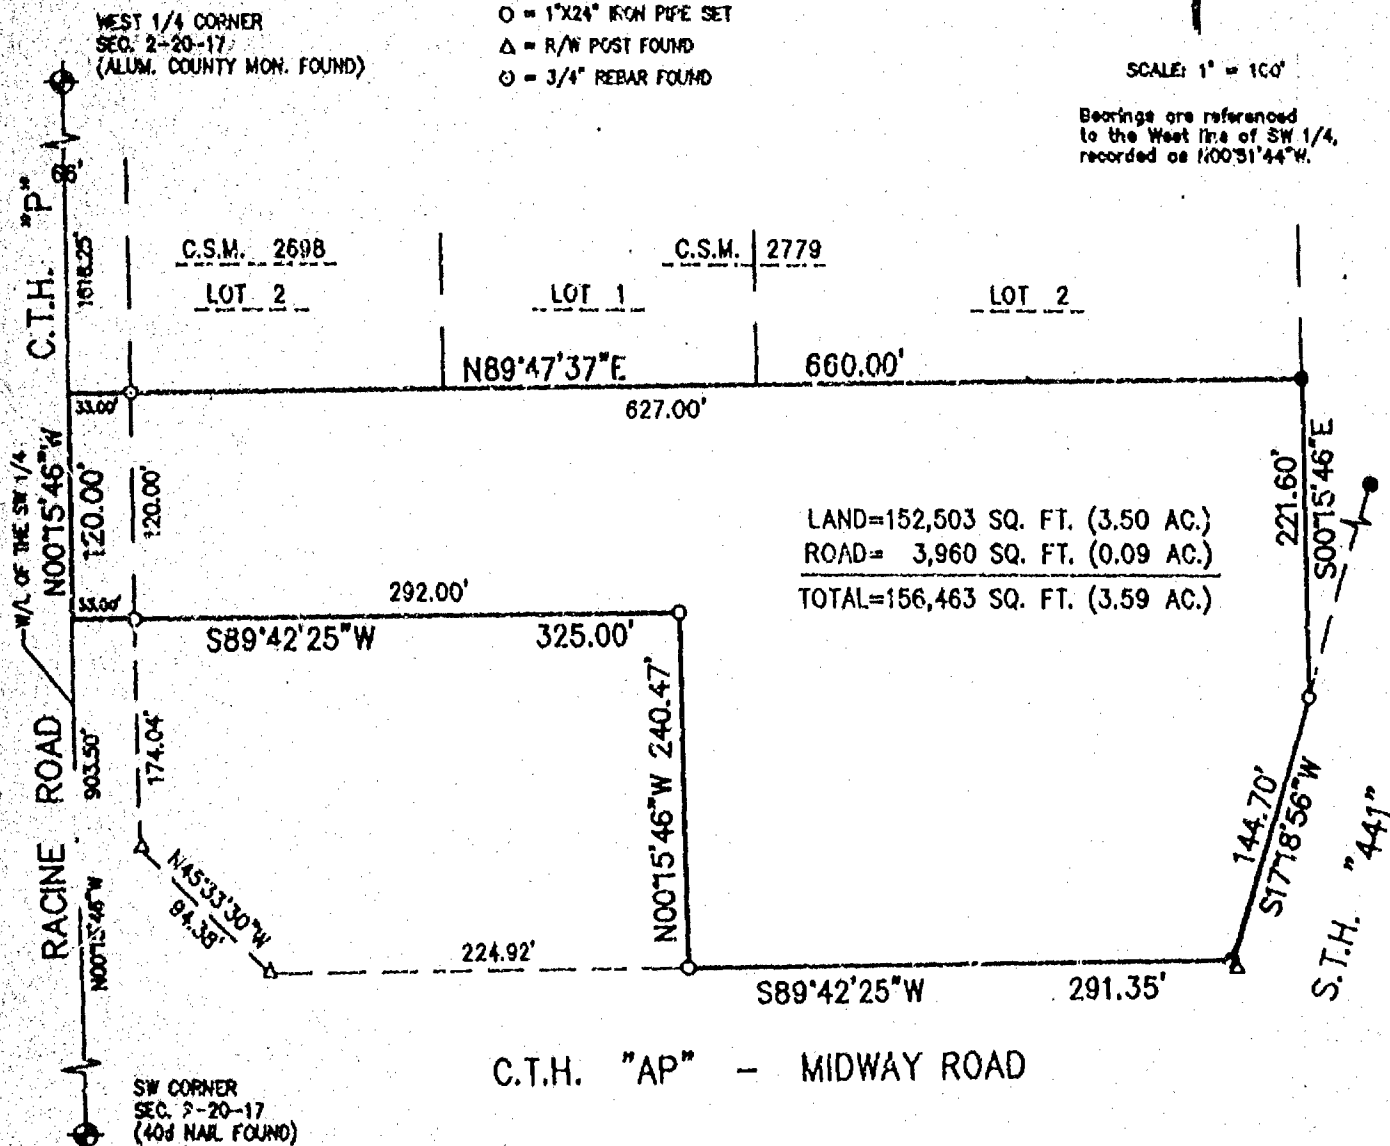 WEST 1/4 CORNER
SEC. 2-20-17
(ALUM. COUNTY MON. FOUND)
O = 1"X24" IRON PIPE SET
Δ = R/W POST FOUND
= 3/4" REBAR FOUND
SCALE: 1" = 100'
Bearings are referenced
to the West line of SW 1/4,
recorded as N00°31'44"W.
66'
C.T.H. "P"
1618.25'
C.S.M. 2698
LOT 2
C.S.M. 2779
LOT 1
LOT 2
N89°47'37"E 660.00'
33.00'
627.00'
W/L OF THE SW 1/4
N00°15'46"W
120.00'
120.00'
221.60'
S00°15'46"E
LAND=152,503 SQ. FT. (3.50 AC.)
ROAD= 3,960 SQ. FT. (0.09 AC.)
TOTAL=156,463 SQ. FT. (3.59 AC.)
33.00'
292.00'
S89°42'25"W 325.00'
N00°15'46"W 240.47'
RACINE ROAD
903.50'
N00°15'46"W
174.04'
N45°33'30"W
94.38'
224.92'
144.70'
S17°18'56"W
S.T.H. "441"
S89°42'25"W 291.35'
C.T.H. "AP" - MIDWAY ROAD
SW CORNER
SEC. 2-20-17
(40d NAIL FOUND)